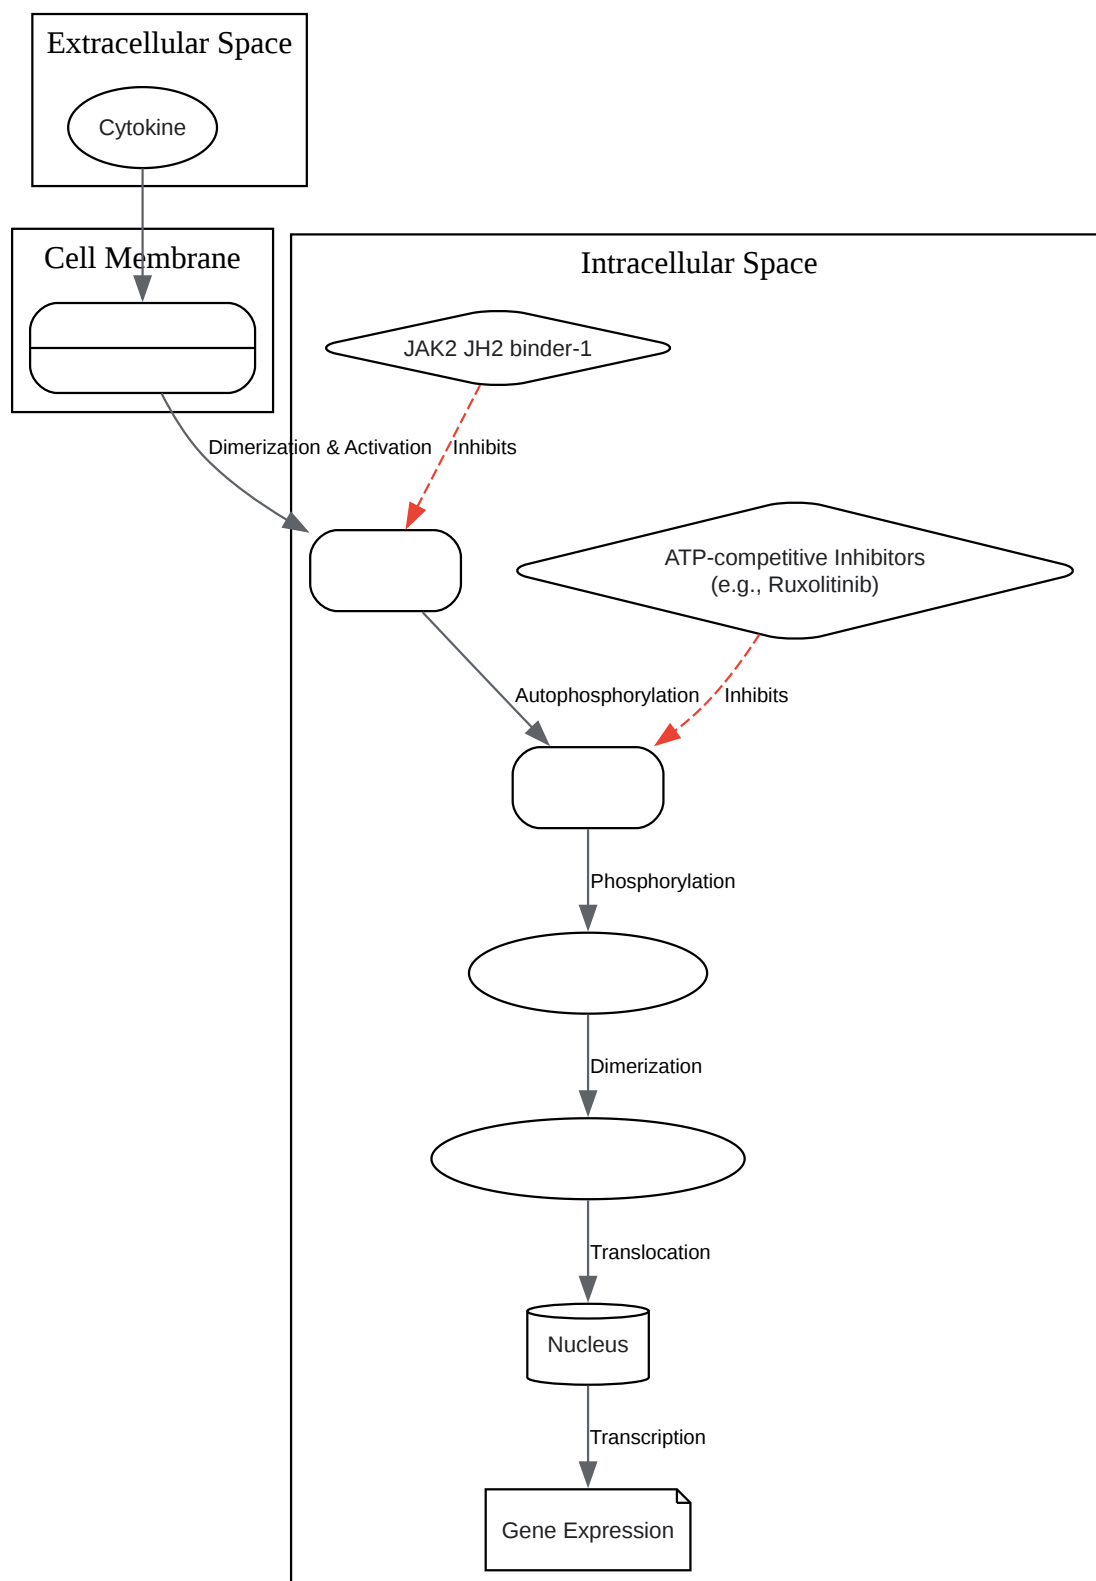 Extracellular Space
Cytokine
Cell Membrane
Intracellular Space
JAK2 JH2 binder-1
Dimerization & Activation
Inhibits
ATP-competitive Inhibitors
(e.g., Ruxolitinib)
Autophosphorylation
Inhibits
Phosphorylation
Dimerization
Translocation
Nucleus
Transcription
Gene Expression